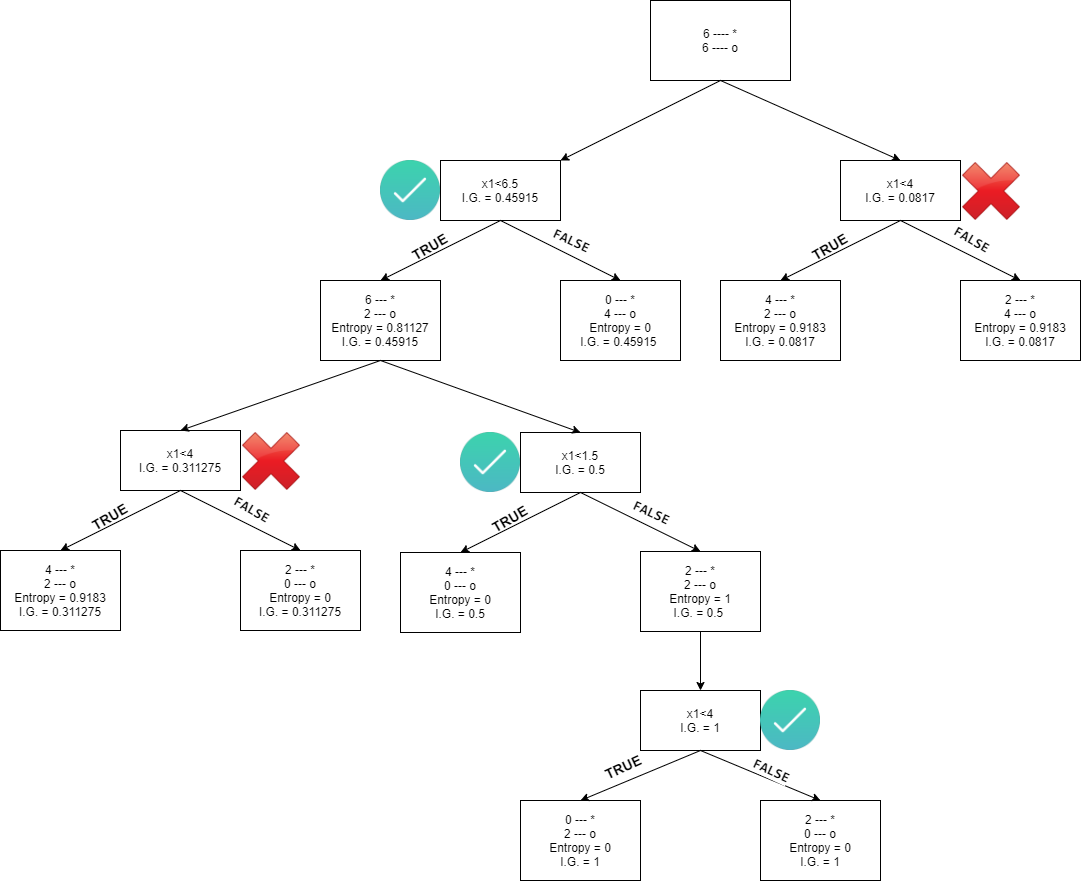 6 ---- *
6 ---- o
x1<6.5
I.G. = 0.45915
x1<4
I.G. = 0.0817
TRUE
FALSE
TRUE
FALSE
6 --- *
2 --- o
Entropy = 0.81127
I.G. = 0.45915
0 --- *
4 --- o
Entropy = 0
I.G. = 0.45915
4 --- *
2 --- o
Entropy = 0.9183
I.G. = 0.0817
2 --- *
4 --- o
Entropy = 0.9183
I.G. = 0.0817
x1<4
I.G. = 0.311275
x1<1.5
I.G. = 0.5
TRUE
FALSE
TRUE
FALSE
4 --- *
2 --- o
Entropy = 0.9183
I.G. = 0.311275
2 --- *
0 --- o
Entropy = 0
I.G. = 0.311275
4 --- *
0 --- o
Entropy = 0
I.G. = 0.5
2 --- *
2 --- o
Entropy = 1
I.G. = 0.5
x1<4
I.G. = 1
TRUE
FALSE
0 --- *
2 --- o
Entropy = 0
I.G. = 1
2 --- *
0 --- o
Entropy = 0
I.G. = 1